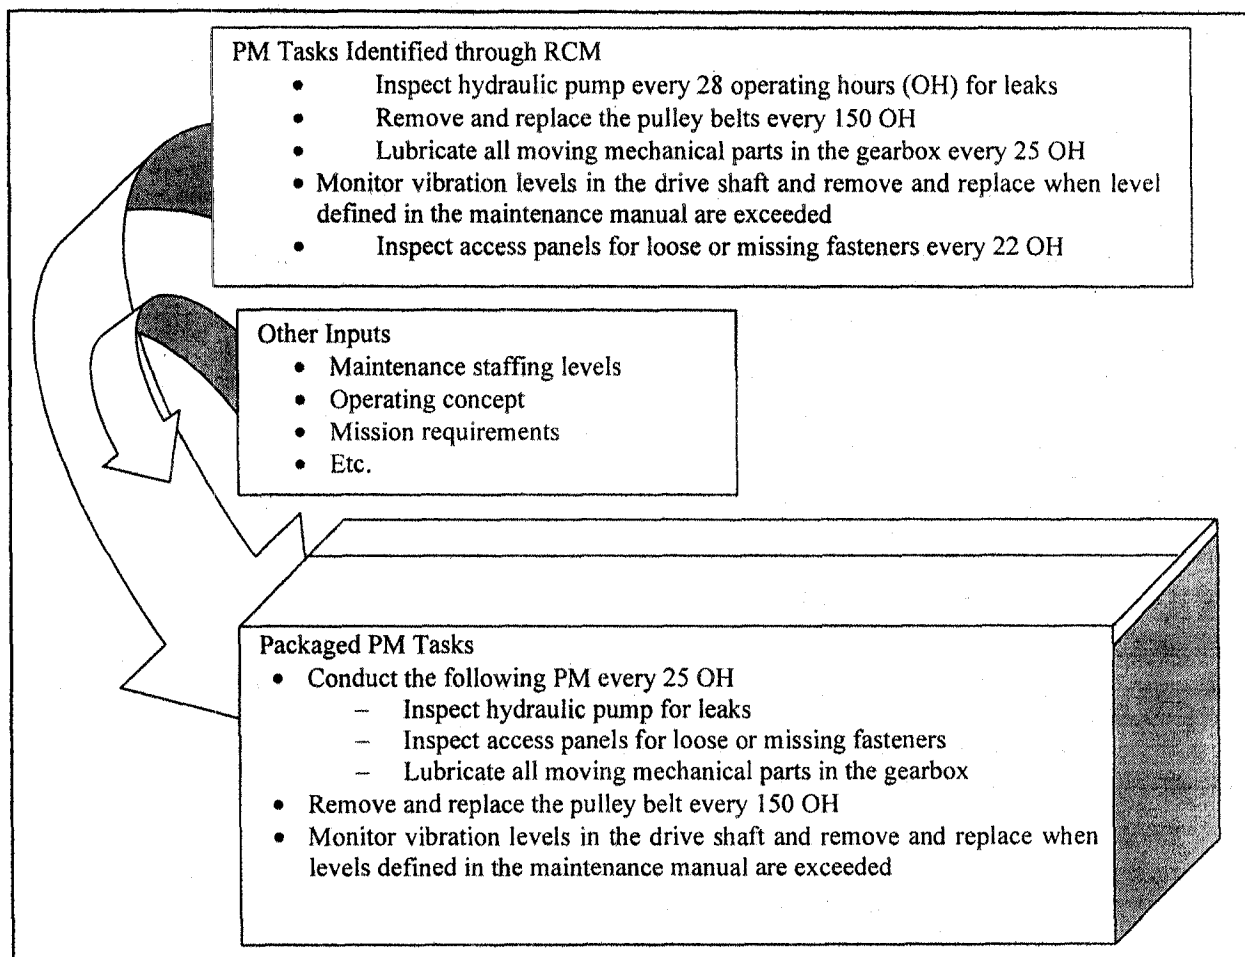 PM Tasks Identified through RCM
• Inspect hydraulic pump every 28 operating hours (OH) for leaks
• Remove and replace the pulley belts every 150 OH
• Lubricate all moving mechanical parts in the gearbox every 25 OH
• Monitor vibration levels in the drive shaft and remove and replace when level
defined in the maintenance manual are exceeded
• Inspect access panels for loose or missing fasteners every 22 OH
Other Inputs
• Maintenance staffing levels
• Operating concept
• Mission requirements
• Etc.
Packaged PM Tasks
• Conduct the following PM every 25 OH
– Inspect hydraulic pump for leaks
– Inspect access panels for loose or missing fasteners
– Lubricate all moving mechanical parts in the gearbox
• Remove and replace the pulley belt every 150 OH
• Monitor vibration levels in the drive shaft and remove and replace when
levels defined in the maintenance manual are exceeded